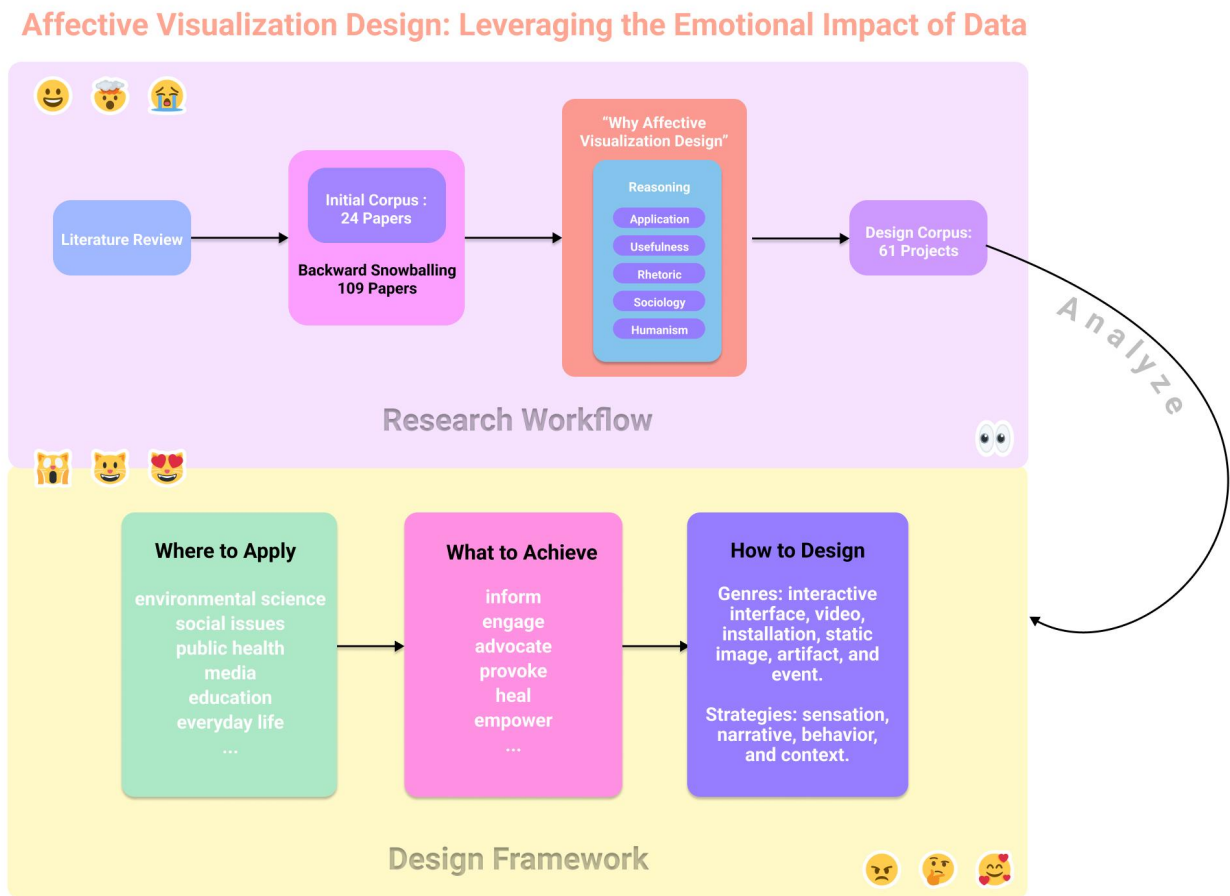 Affective Visualization Design: Leveraging the Emotional Impact of Data
Literature Review
Initial Corpus :
24 Papers
Backward Snowballing
109 Papers
“Why Affective
Visualization Design”
Reasoning
Application
Usefulness
Rhetoric
Sociology
Humanism
Design Corpus:
61 Projects
Analyze
Research Workflow
Where to Apply
environmental science
social issues
public health
media
education
everyday life
...
What to Achieve
inform
engage
advocate
provoke
heal
empower
...
How to Design
Genres: interactive
interface, video,
installation, static
image, artifact, and
event.
Strategies: sensation,
narrative, behavior,
and context.
Design Framework